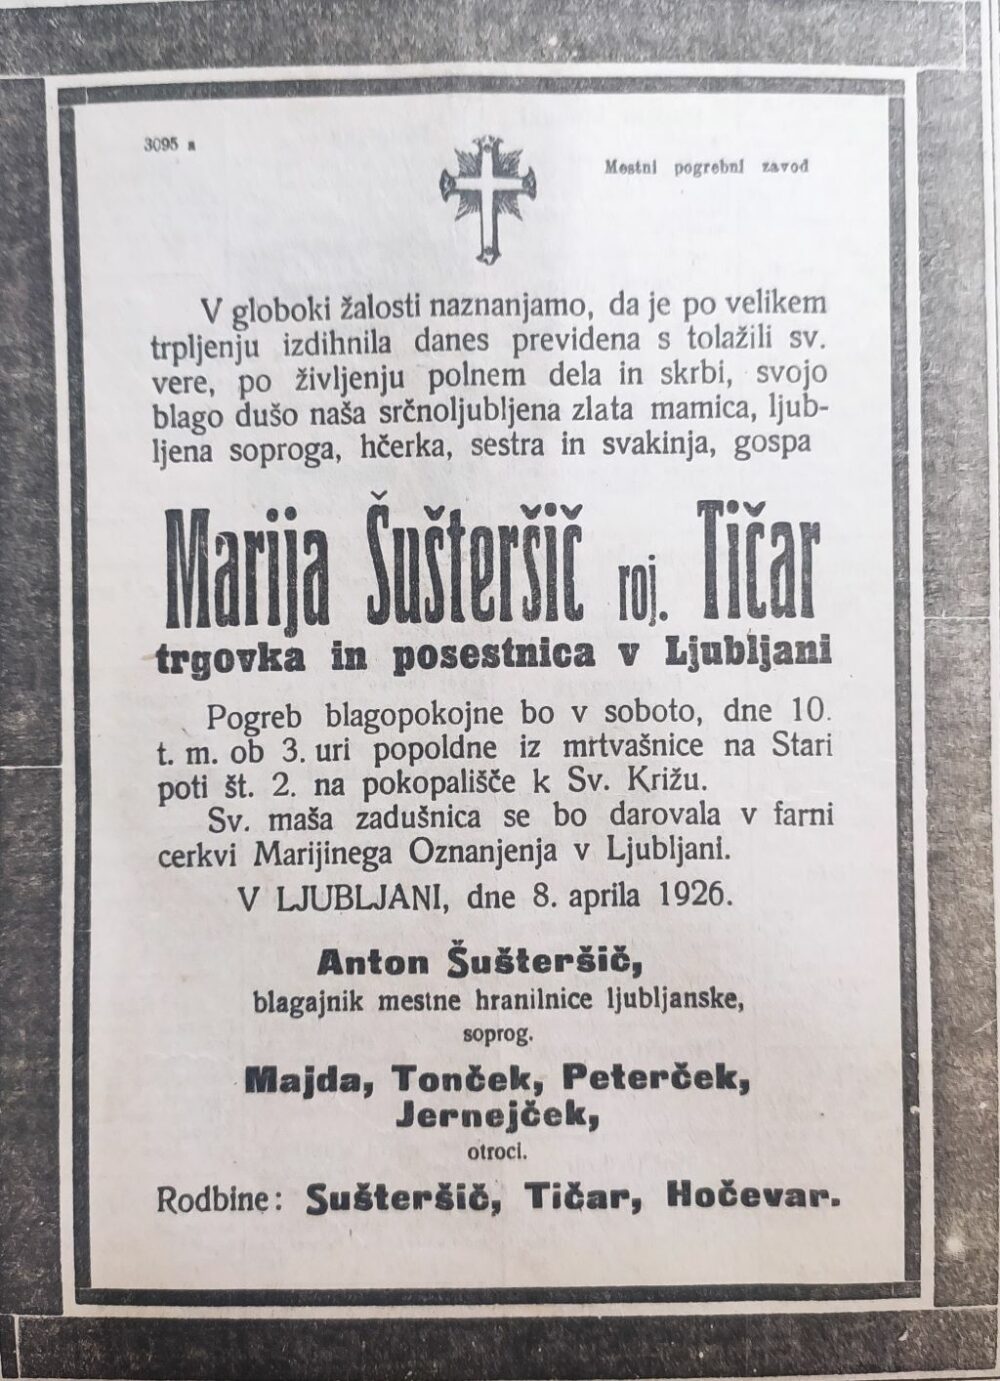 3095 a
Mestni pogrebni zavod
V globoki žalosti naznanjamo, da je po velikem
trpljenju izdihnila danes previdena s tolažili sv.
vere, po življenju polnem dela in skrbi, svojo
blago dušo naša srčnoljubljena zlata mamica, ljub-
ljena soproga, hčerka, sestra in svakinja, gospa
Marija Šušteršič roj. Tičar
trgovka in posestnica v Ljubljani
Pogreb blagopokojne bo v soboto, dne 10.
t. m. ob 3. uri popoldne iz mrtvašnice na Stari
poti št. 2. na pokopališče k Sv. Križu.
Sv. maša zadušnica se bo darovala v farni
cerkvi Marijinega Oznanjenja v Ljubljani.
V LJUBLJANI, dne 8. aprila 1926.
Anton Šušteršič,
blagajnik mestne hranilnice ljubljanske,
soprog.
Majda, Tonček, Peterček,
Jernejček,
otroci.
Rodbine: Sušteršič, Tičar, Hočevar.